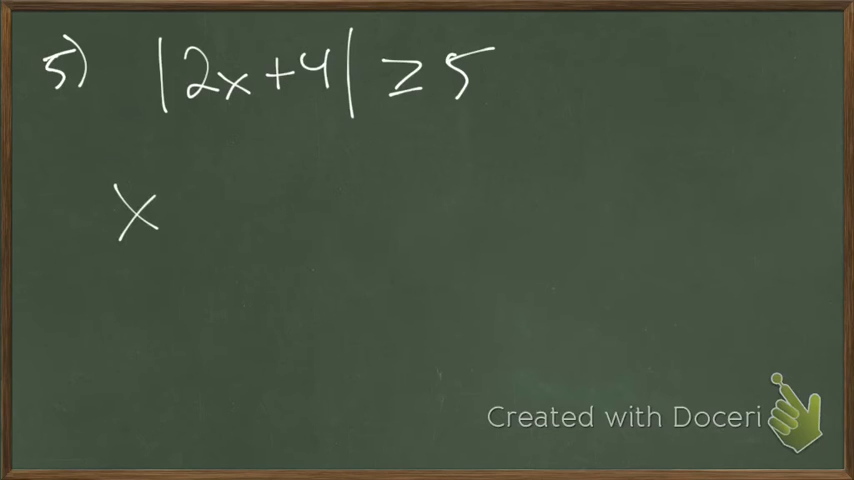 5) |2x+4| ≥ 5
x
Created with Doceri